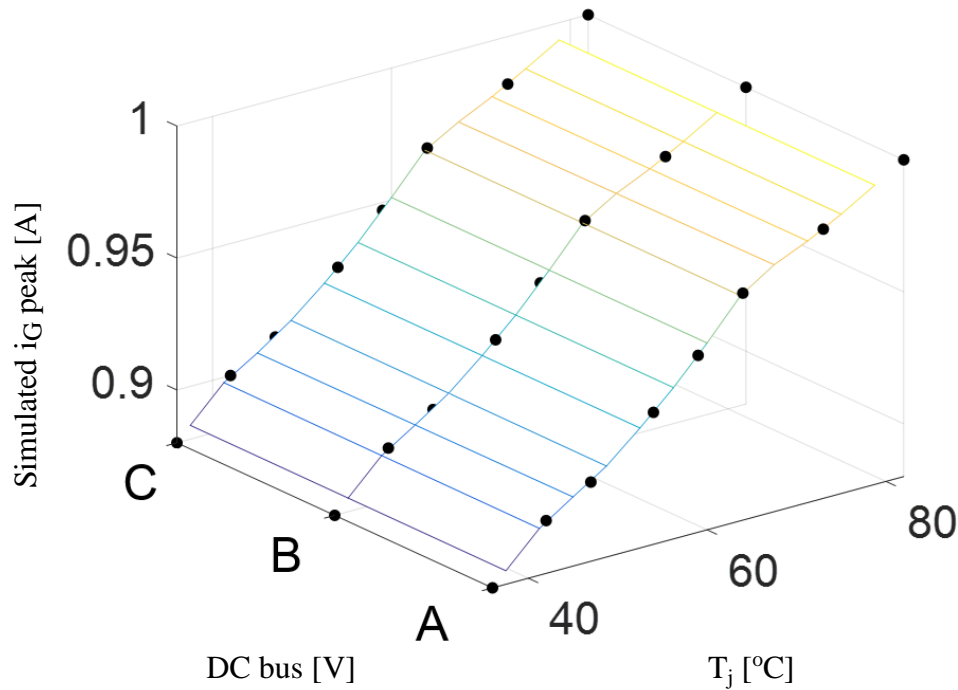 Simulated iG peak [A]
1
0.95
0.9
C
B
A
40
60
80
DC bus [V]
Tj [oC]